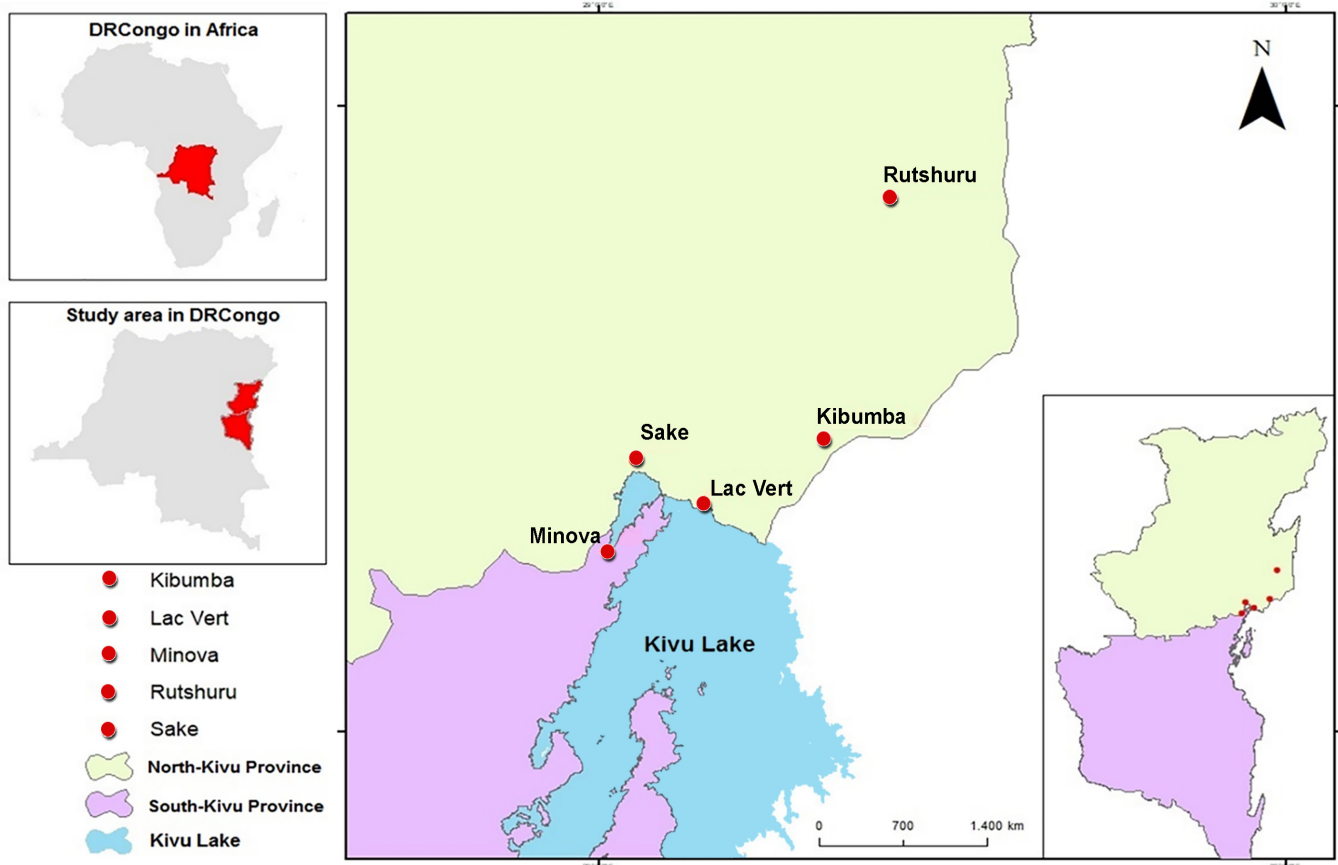 DRCongo in Africa
Study area in DRCongo
Kibumba
Lac Vert
Minova
Rutshuru
Sake
North-Kivu Province
South-Kivu Province
Kivu Lake
N
Rutshuru
Kibumba
Sake
Lac Vert
Minova
Kivu Lake
0 700 1.400 km